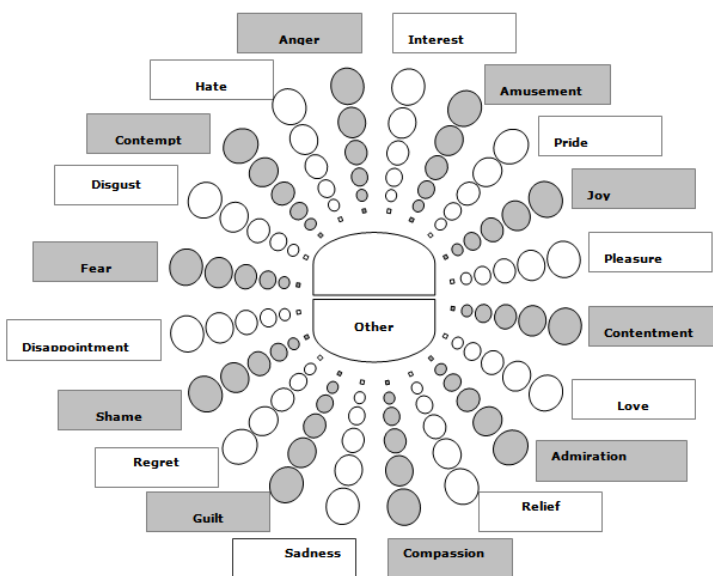 Anger
Interest
Hate
Amusement
Contempt
Pride
Disgust
Joy
Fear
Pleasure
Other
Disappointment
Contentment
Shame
Love
Regret
Admiration
Guilt
Relief
Sadness
Compassion